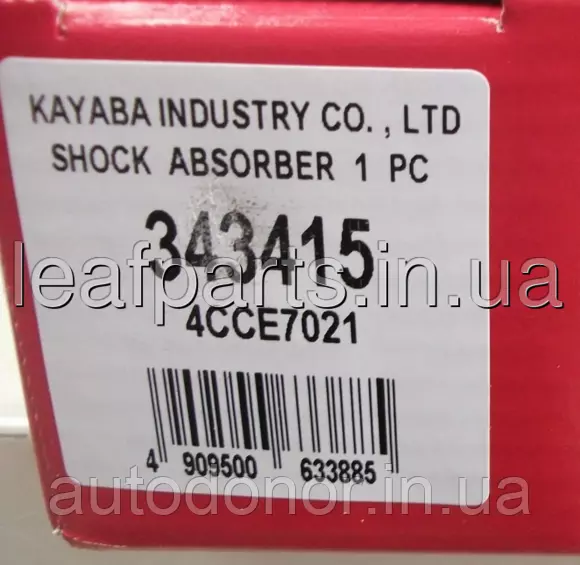 KAYABA INDUSTRY CO. , LTD
SHOCK ABSORBER 1 PC
343415
leafparts.in.ua
4CCE7021
4 909500 633885
autodonor.in.ua